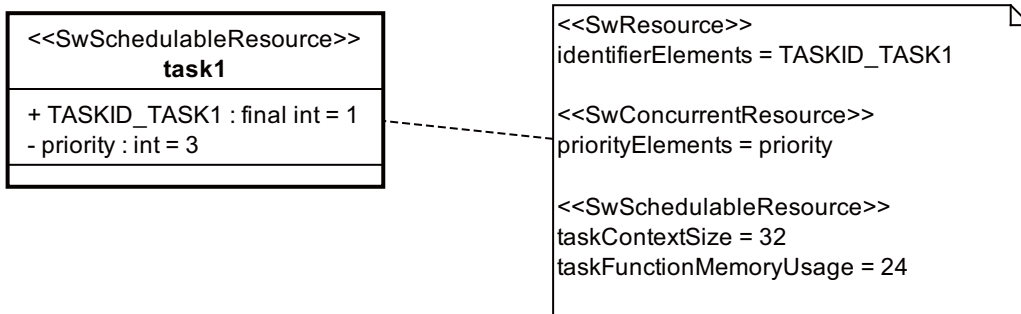 <<SwSchedulableResource>>
task1
+ TASKID_TASK1 : final int = 1
- priority : int = 3
<<SwResource>>
identifierElements = TASKID_TASK1
<<SwConcurrentResource>>
priorityElements = priority
<<SwSchedulableResource>>
taskContextSize = 32
taskFunctionMemoryUsage = 24